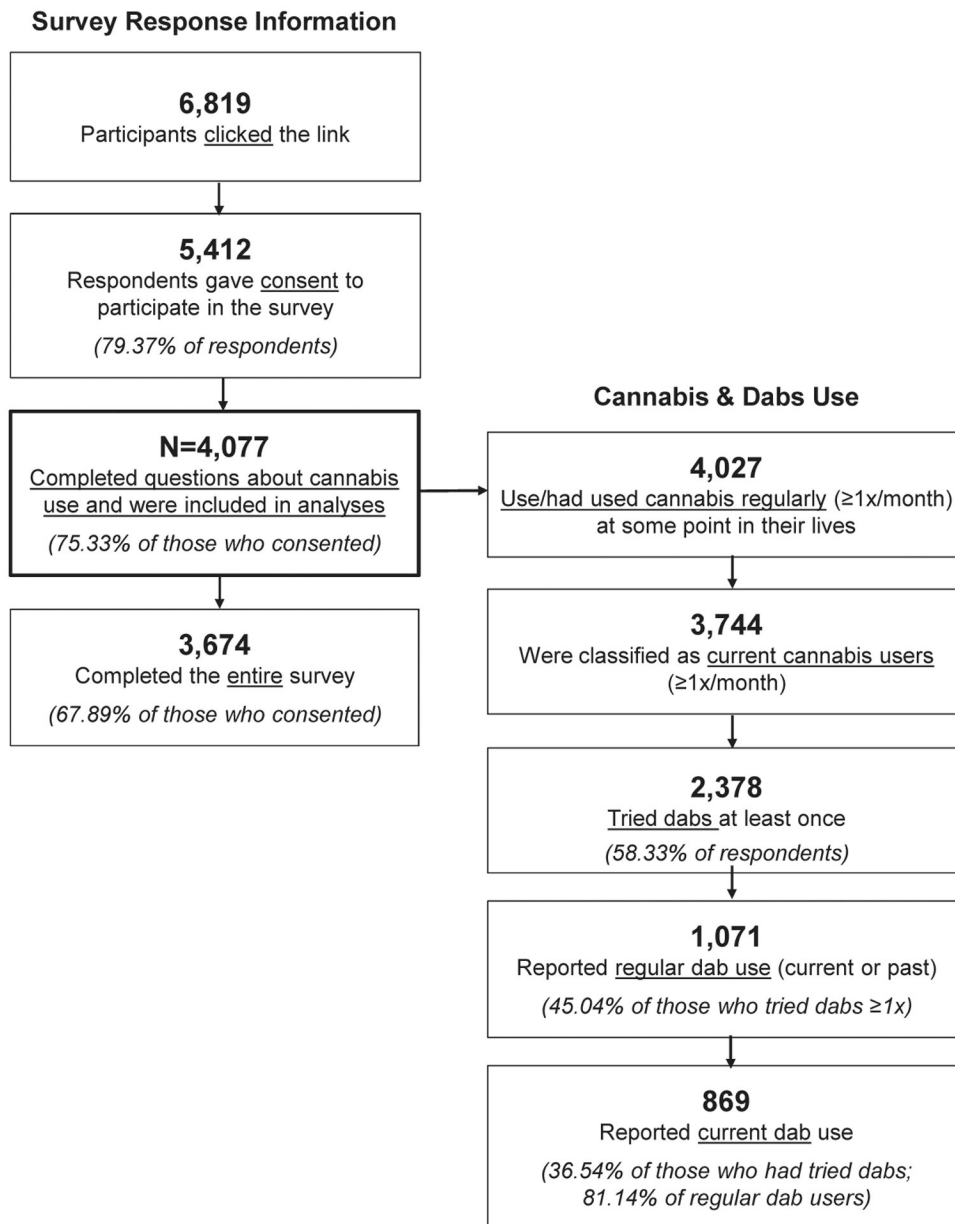 Survey Response Information
6,819
Participants clicked the link
5,412
Respondents gave consent to
participate in the survey
(79.37% of respondents)
N=4,077
Completed questions about cannabis
use and were included in analyses
(75.33% of those who consented)
3,674
Completed the entire survey
(67.89% of those who consented)
Cannabis & Dabs Use
4,027
Use/had used cannabis regularly (≥1x/month)
at some point in their lives
3,744
Were classified as current cannabis users
(≥1x/month)
2,378
Tried dabs at least once
(58.33% of respondents)
1,071
Reported regular dab use (current or past)
(45.04% of those who tried dabs ≥1x)
869
Reported current dab use
(36.54% of those who had tried dabs;
81.14% of regular dab users)